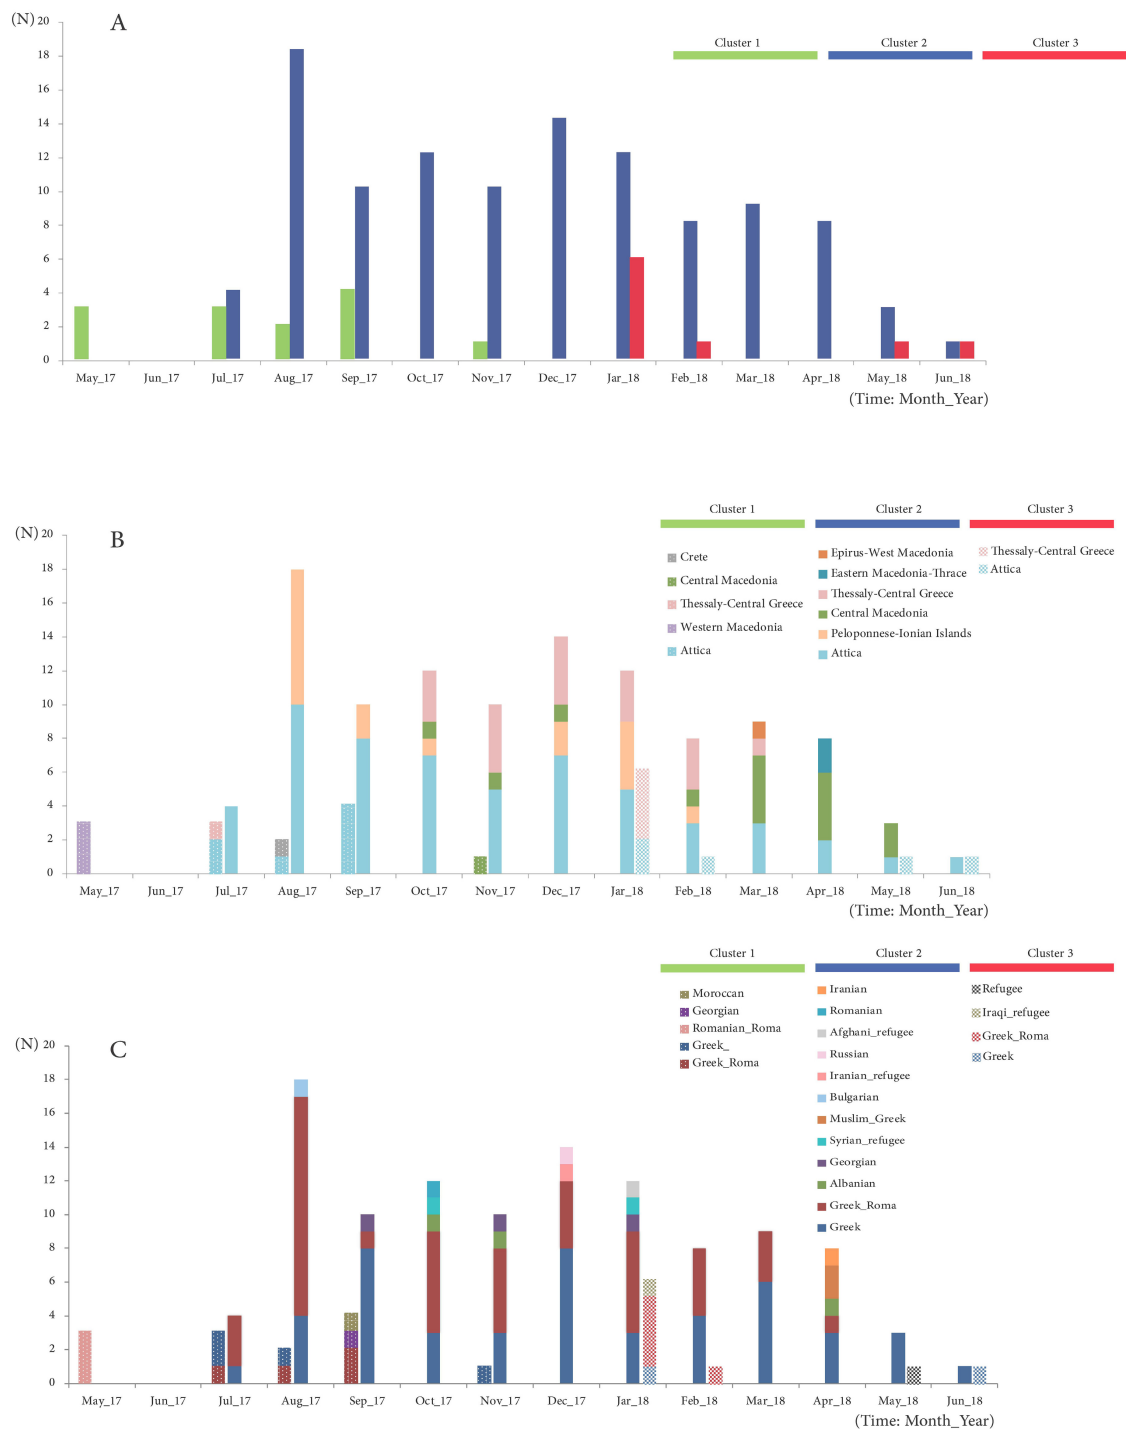 (N)
A
Cluster 1 Cluster 2 Cluster 3
20
18
16
14
12
10
8
6
4
2
0
May_17 Jun_17 Jul_17 Aug_17 Sep_17 Oct_17 Nov_17 Dec_17 Jan_18 Feb_18 Mar_18 Apr_18 May_18 Jun_18
(Time: Month_Year)
(N)
B
Cluster 1
Crete
Central Macedonia
Thessaly-Central Greece
Western Macedonia
Attica
Cluster 2
Epirus-West Macedonia
Eastern Macedonia-Thrace
Thessaly-Central Greece
Central Macedonia
Peloponnese-Ionian Islands
Attica
Cluster 3
Thessaly-Central Greece
Attica
20
18
16
14
12
10
8
6
4
2
0
May_17 Jun_17 Jul_17 Aug_17 Sep_17 Oct_17 Nov_17 Dec_17 Jan_18 Feb_18 Mar_18 Apr_18 May_18 Jun_18
(Time: Month_Year)
(N)
C
Cluster 1
Moroccan
Georgian
Romanian_Roma
Greek_
Greek_Roma
Cluster 2
Iranian
Romanian
Afghani_refugee
Russian
Iranian_refugee
Bulgarian
Muslim_Greek
Syrian_refugee
Georgian
Albanian
Greek_Roma
Greek
Cluster 3
Refugee
Iraqi_refugee
Greek_Roma
Greek
20
18
16
14
12
10
8
6
4
2
0
May_17 Jun_17 Jul_17 Aug_17 Sep_17 Oct_17 Nov_17 Dec_17 Jan_18 Feb_18 Mar_18 Apr_18 May_18 Jun_18
(Time: Month_Year)